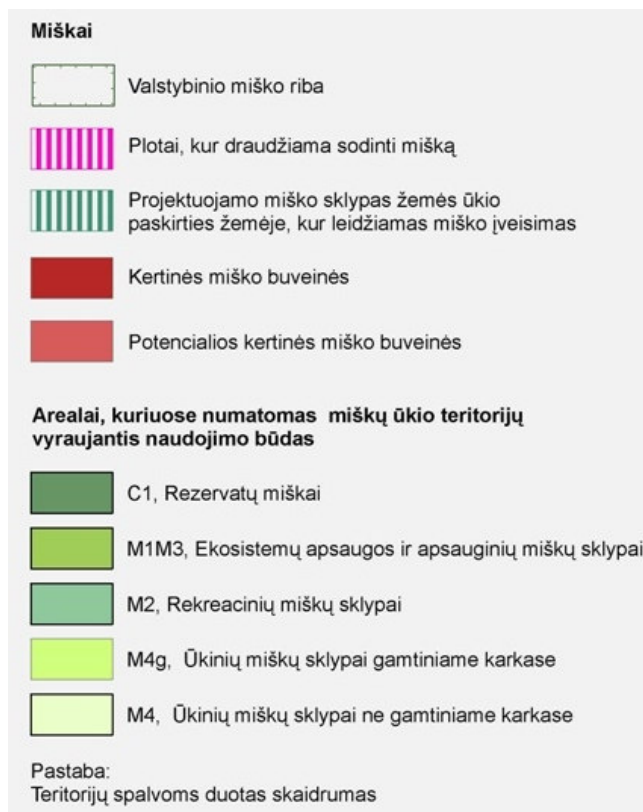 Miškai
Valstybinio miško riba
Plotai, kur draudžiama sodinti mišką
Projektuojamo miško sklypas žemės ūkio
paskirties žemėje, kur leidžiamas miško įveisimas
Kertinės miško buveinės
Potencialios kertinės miško buveinės
Arealai, kuriuose numatomas miškų ūkio teritorijų
vyraujantis naudojimo būdas
C1, Rezervatų miškai
M1M3, Ekosistemų apsaugos ir apsauginių miškų sklypai
M2, Rekreacinių miškų sklypai
M4g, Ūkinių miškų sklypai gamtiniame karkase
M4, Ūkinių miškų sklypai ne gamtiniame karkase
Pastaba:
Teritorijų spalvoms duotas skaidrumas